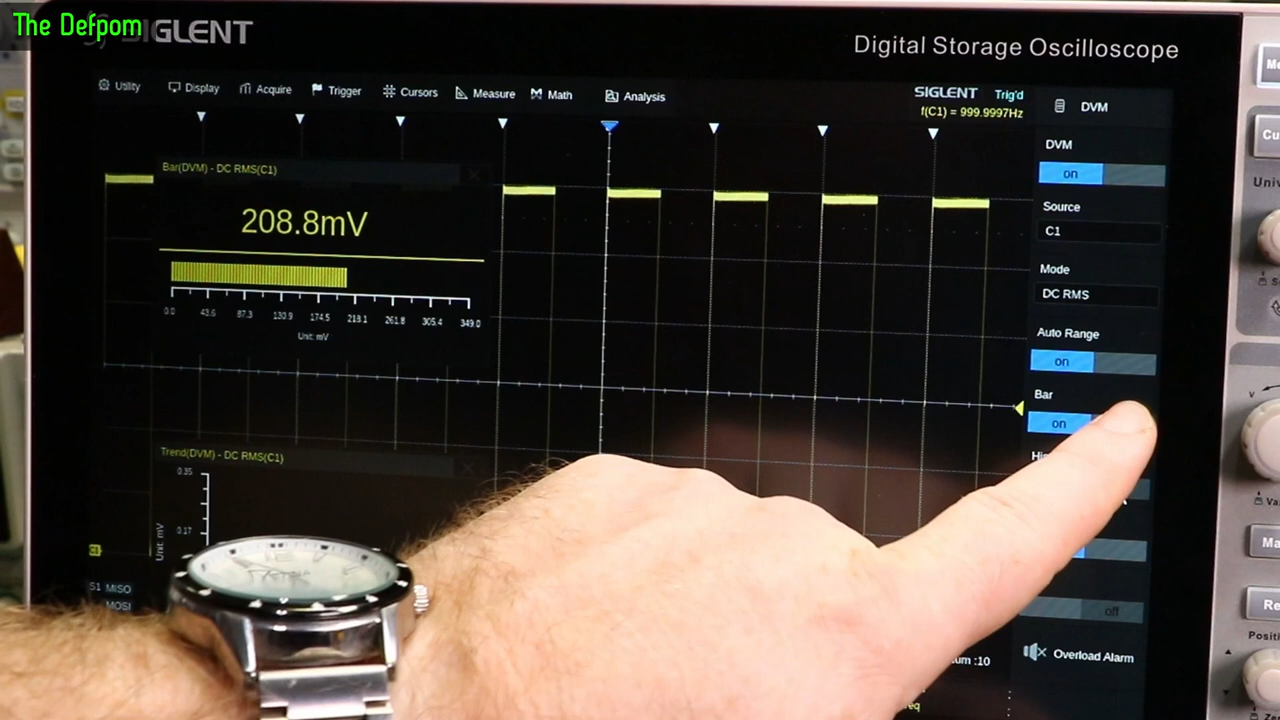 The Defpom
SIGLENT
Digital Storage Oscilloscope
Utility
Display
Acquire
Trigger
Cursors
Measure
Math
Analysis
SIGLENT
Trig'd
f(C1) = 999.9997Hz
DVM
Bar(DVM) - DC RMS(C1)
208.8mV
0.0 43.6 87.3 130.9 174.5 218.1 261.8 305.4 349.0
Unit: mV
Trend(DVM) - DC RMS(C1)
0.35
0.17
Unit: mV
S1 MISO
MOSI
DVM
on
Source
C1
Mode
DC RMS
Auto Range
on
Bar
on
off
Overload Alarm
:10